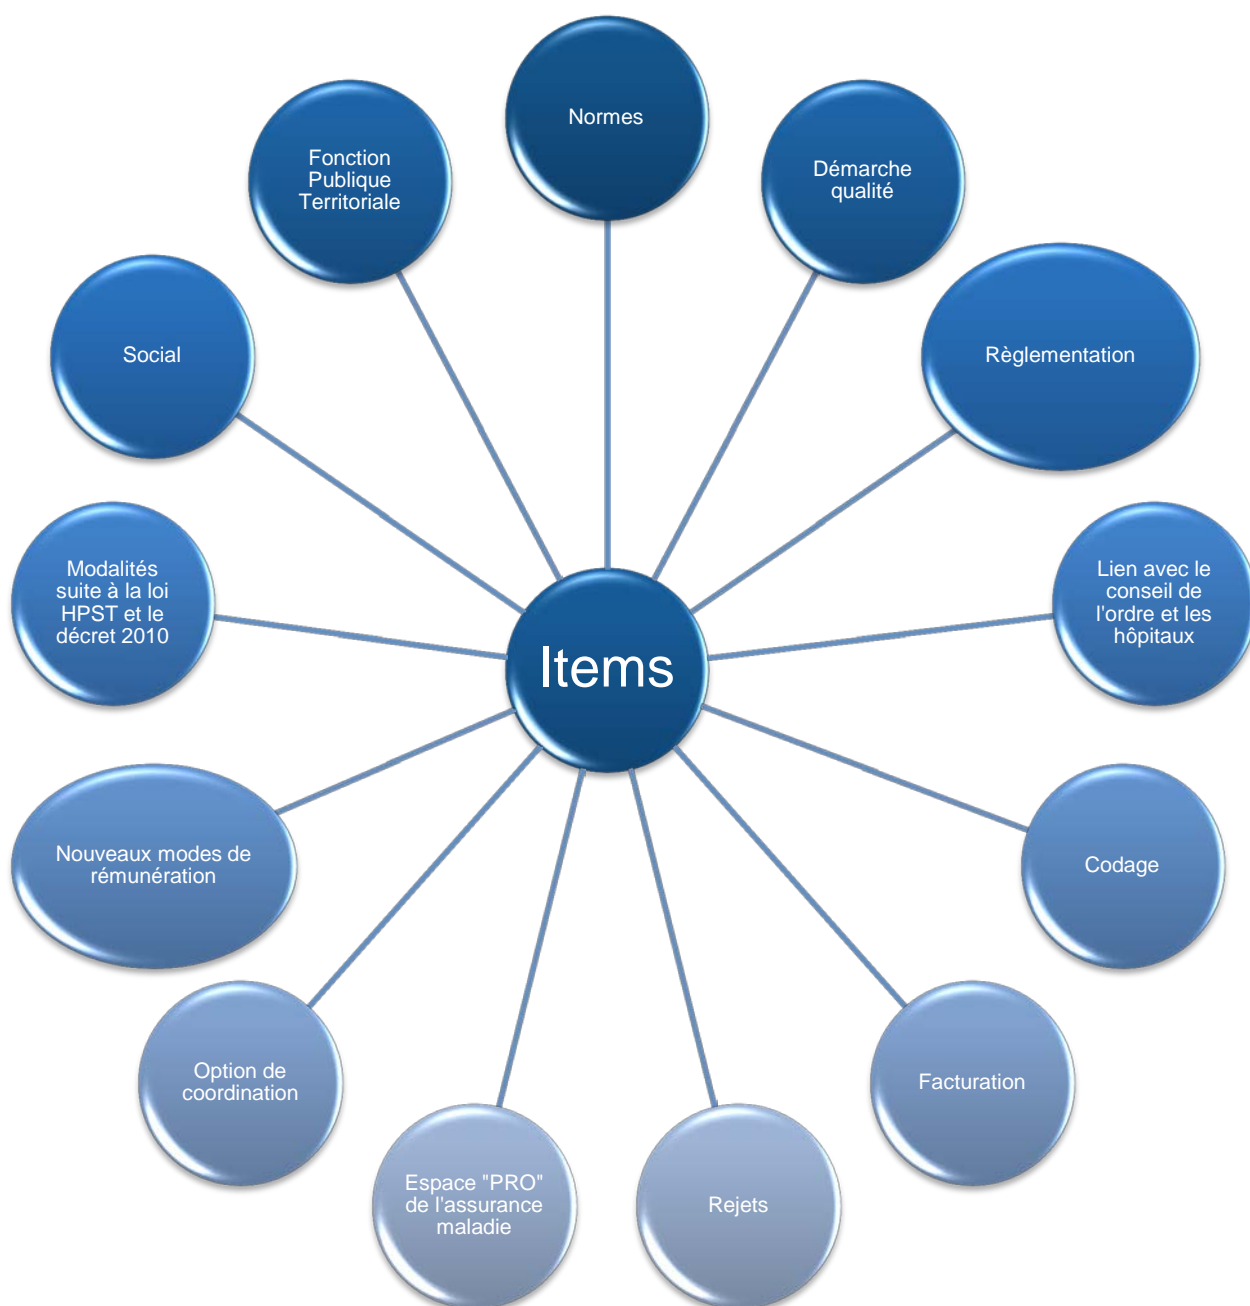 Normes
Démarche
qualité
Règlementation
Lien avec le
conseil de
l'ordre et les
hôpitaux
Codage
Facturation
Rejets
Espace "PRO"
de l'assurance
maladie
Option de
coordination
Nouveaux modes de
rémunération
Modalités
suite à la loi
HPST et le
décret 2010
Social
Fonction
Publique
Territoriale
Items